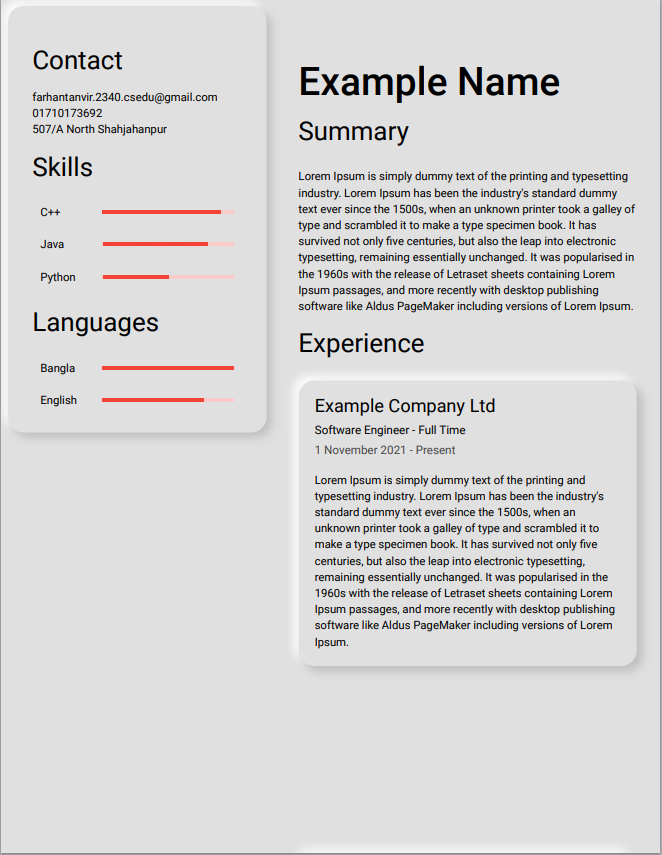 Contact
farhantanvir.2340.csedu@gmail.com
01710173692
507/A North Shahjahanpur
Skills
C++
Java
Python
Languages
Bangla
English
Example Name
Summary
Lorem Ipsum is simply dummy text of the printing and typesetting
industry. Lorem Ipsum has been the industry's standard dummy
text ever since the 1500s, when an unknown printer took a galley of
type and scrambled it to make a type specimen book. It has
survived not only five centuries, but also the leap into electronic
typesetting, remaining essentially unchanged. It was popularised in
the 1960s with the release of Letraset sheets containing Lorem
Ipsum passages, and more recently with desktop publishing
software like Aldus PageMaker including versions of Lorem Ipsum.
Experience
Example Company Ltd
Software Engineer - Full Time
1 November 2021 - Present
Lorem Ipsum is simply dummy text of the printing and
typesetting industry. Lorem Ipsum has been the industry's
standard dummy text ever since the 1500s, when an
unknown printer took a galley of type and scrambled it to
make a type specimen book. It has survived not only five
centuries, but also the leap into electronic typesetting,
remaining essentially unchanged. It was popularised in the
1960s with the release of Letraset sheets containing Lorem
Ipsum passages, and more recently with desktop publishing
software like Aldus PageMaker including versions of Lorem
Ipsum.